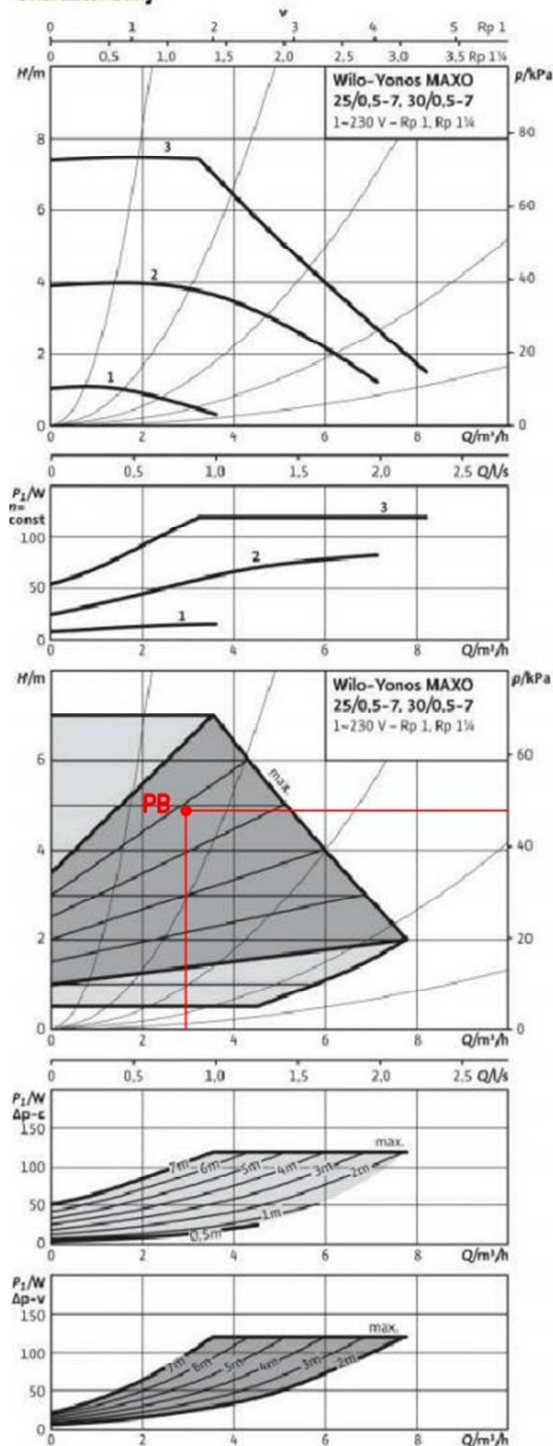 v
0 1 2 3 4 5 Rp 1
0 0,5 1,0 1,5 2,0 2,5 3,0 3,5 Rp 1¼
H/m p/kPa
Wilo-Yonos MAXO
25/0,5-7, 30/0,5-7
1~230 V - Rp 1, Rp 1¼
8 80
3
6 60
2
4 40
1
2 20
0 0
0 2 4 6 8 Q/m³/h
0 0,5 1,0 1,5 2,0 2,5 Q/l/s
P₁/W
n=
const
3
100
2
50
1
0
0 2 4 6 8 Q/m³/h
H/m p/kPa
Wilo-Yonos MAXO
25/0,5-7, 30/0,5-7
1~230 V - Rp 1, Rp 1¼
6 60
max.
PB
4 40
2 20
0 0
0 2 4 6 8 Q/m³/h
0 0,5 1,0 1,5 2,0 2,5 Q/l/s
P₁/W
Δp-c
150
max.
100
7m 6m 5m 4m 3m 2m
50
1m
0,5m
0
0 2 4 6 8 Q/m³/h
P₁/W
Δp-v
150
max.
100
7m 6m 5m 4m 3m 2m
50
0
0 2 4 6 8 Q/m³/h